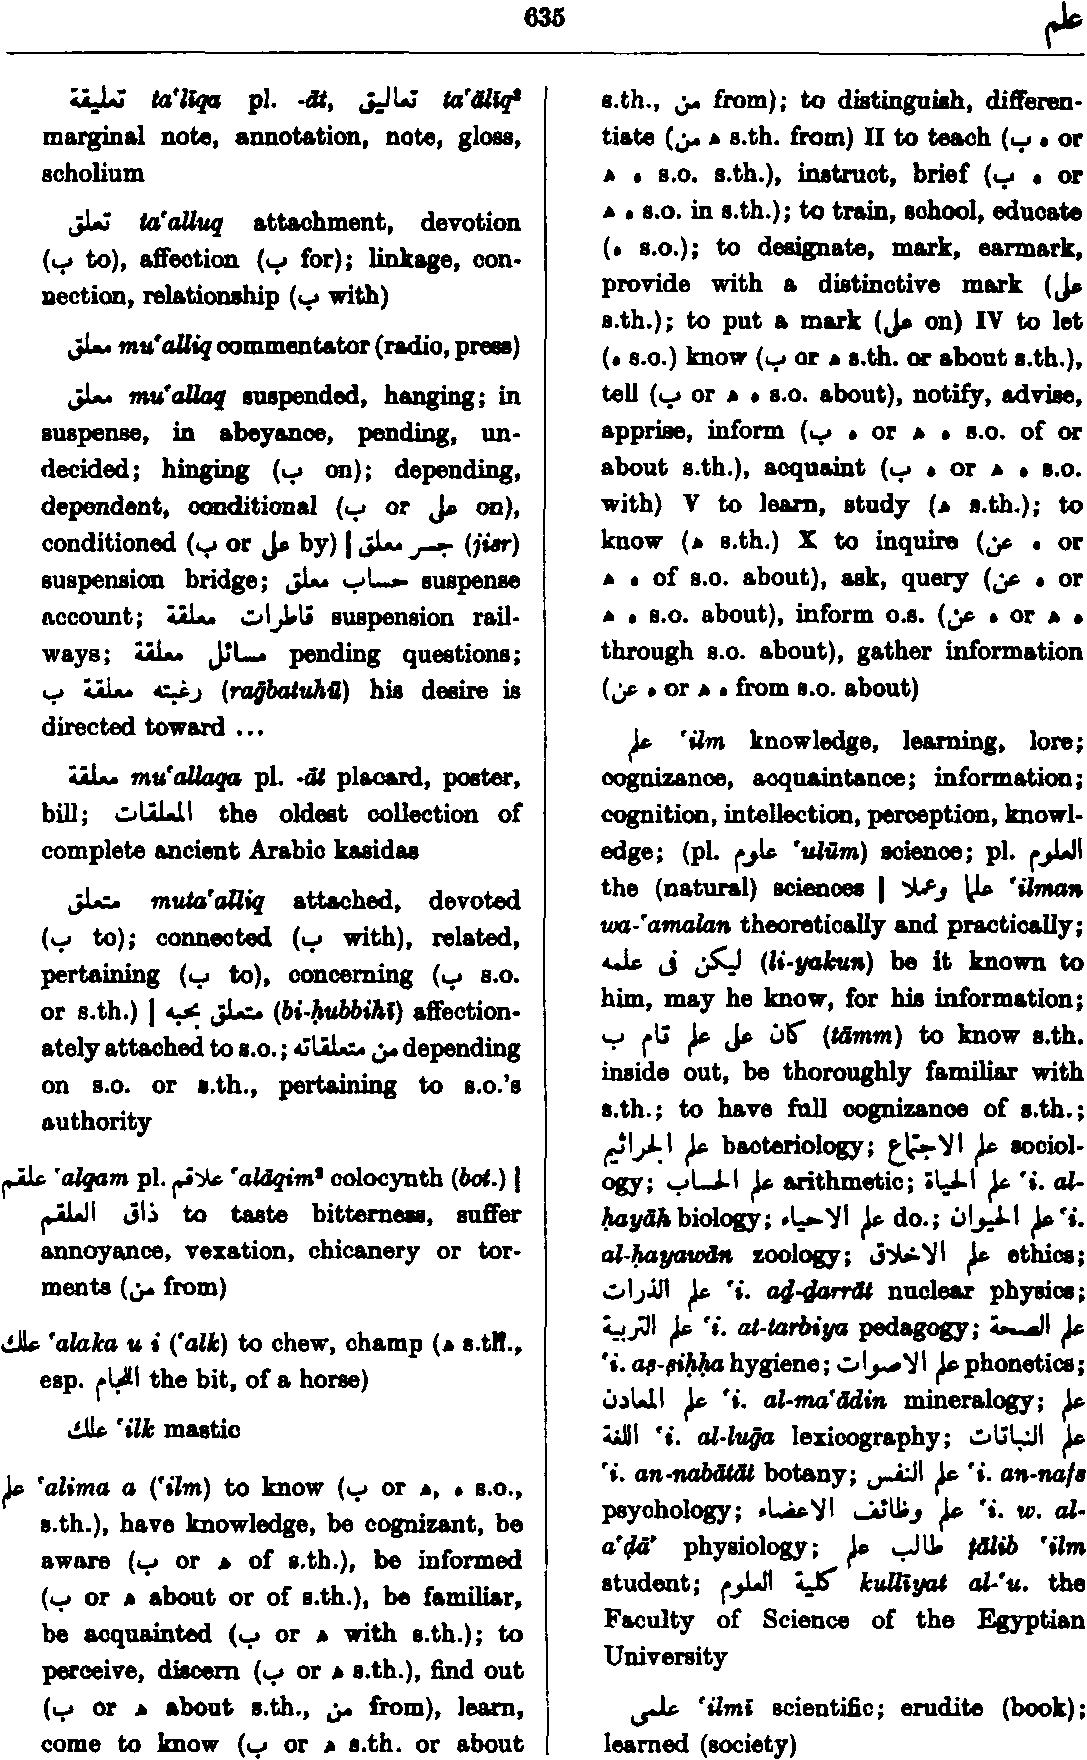 635
علم
تعليقة ta‘līqa pl. -āt, تعاليق ta‘ālīq²
marginal note, annotation, note, gloss,
scholium
تعلق ta‘alluq attachment, devotion
(ب to), affection (ب for); linkage, con-
nection, relationship (ب with)
معلق mu‘alliq commentator (radio, press)
معلق mu‘allaq suspended, hanging; in
suspense, in abeyance, pending, un-
decided; hinging (ب on); depending,
dependent, conditional (ب or على on),
conditioned (ب or على by) | جسر معلق (jisr)
suspension bridge; حساب معلق suspense
account; قاطرات معلقة suspension rail-
ways; مسائل معلقة pending questions;
رغبته معلقة ب (raḡbatuhū) his desire is
directed toward ...
معلقة mu‘allaqa pl. -āt placard, poster,
bill; المعلقات the oldest collection of
complete ancient Arabic kasidas
متعلق muta‘alliq attached, devoted
(ب to); connected (ب with), related,
pertaining (ب to), concerning (ب s.o.
or s.th.) | متعلق بحبه (bi-ḥubbihī) affection-
ately attached to s.o.; من متعلقاته depending
on s.o. or s.th., pertaining to s.o.’s
authority
علقم ‘alqam pl. علاقم ‘alāqim² colocynth (bot.) |
ذاق العلقم to taste bitterness, suffer
annoyance, vexation, chicanery or tor-
ments (من from)
علك ‘alaka u i (‘alk) to chew, champ (ه s.th.,
esp. اللجام the bit, of a horse)
علك ‘ilk mastic
علم ‘alima a (‘ilm) to know (ب or ه, ه s.o.,
s.th.), have knowledge, be cognizant, be
aware (ب or ه of s.th.), be informed
(ب or ه about or of s.th.), be familiar,
be acquainted (ب or ه with s.th.); to
perceive, discern (ب or ه s.th.), find out
(ب or ه about s.th., من from), learn,
come to know (ب or ه s.th. or about
s.th., من from); to distinguish, differen-
tiate (من ه s.th. from) II to teach (ب ه or
ه ه s.o. s.th.), instruct, brief (ب ه or
ه ه s.o. in s.th.); to train, school, educate
(ه s.o.); to designate, mark, earmark,
provide with a distinctive mark (على
s.th.); to put a mark (على on) IV to let
(ه s.o.) know (ب or ه s.th. or about s.th.),
tell (ب or ه ه s.o. about), notify, advise,
apprise, inform (ب ه or ه ه s.o. of or
about s.th.), acquaint (ب ه or ه ه s.o.
with) V to learn, study (ه s.th.); to
know (ه s.th.) X to inquire (عن ه or
ه ه of s.o. about), ask, query (عن ه or
ه ه s.o. about), inform o.s. (عن ه or ه ه
through s.o. about), gather information
(عن ه or ه ه from s.o. about)
علم ‘ilm knowledge, learning, lore;
cognizance, acquaintance; information;
cognition, intellection, perception, knowl-
edge; (pl. علوم ‘ulūm) science; pl. العلوم
the (natural) sciences | علما وعملا ‘ilman
wa-‘amalan theoretically and practically;
ليكن فى علمه (li-yakun) be it known to
him, may he know, for his information;
كان على علم تام ب (tāmm) to know s.th.
inside out, be thoroughly familiar with
s.th.; to have full cognizance of s.th.;
علم الجراثيم bacteriology; علم الاجتماع sociol-
ogy; علم الحساب arithmetic; علم الحياة ‘i. al-
ḥayāh biology; علم الاحياء do.; علم الحيوان ‘i.
al-ḥayawān zoology; علم الاخلاق ethics;
علم الذرات ‘i. aḏ-ḏarrāt nuclear physics;
علم التربية ‘i. at-tarbiya pedagogy; علم الصحة
‘i. aṣ-ṣiḥḥa hygiene; علم الاصوات phonetics;
علم المعادن ‘i. al-ma‘ādin mineralogy; علم
اللغة ‘i. al-luḡa lexicography; علم النباتات
‘i. an-nabātāt botany; علم النفس ‘i. an-nafs
psychology; علم وظائف الاعضاء ‘i. w. al-
a‘ḍā’ physiology; طالب علم ṭālib ‘ilm
student; كلية العلوم kullīyat al-‘u. the
Faculty of Science of the Egyptian
University
علمى ‘ilmī scientific; erudite (book);
learned (society)